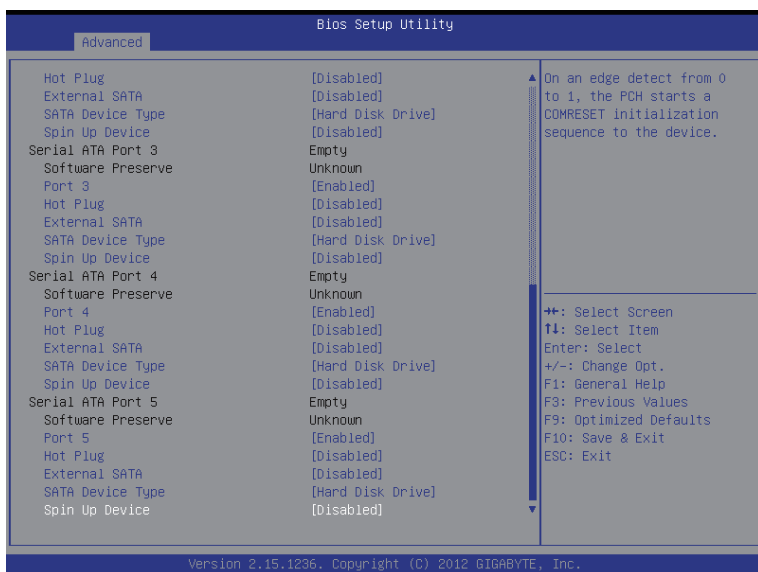 Bios Setup Utility
Advanced
Hot Plug [Disabled]
External SATA [Disabled]
SATA Device Type [Hard Disk Drive]
Spin Up Device [Disabled]
Serial ATA Port 3 Empty
Software Preserve Unknown
Port 3 [Enabled]
Hot Plug [Disabled]
External SATA [Disabled]
SATA Device Type [Hard Disk Drive]
Spin Up Device [Disabled]
Serial ATA Port 4 Empty
Software Preserve Unknown
Port 4 [Enabled]
Hot Plug [Disabled]
External SATA [Disabled]
SATA Device Type [Hard Disk Drive]
Spin Up Device [Disabled]
Serial ATA Port 5 Empty
Software Preserve Unknown
Port 5 [Enabled]
Hot Plug [Disabled]
External SATA [Disabled]
SATA Device Type [Hard Disk Drive]
Spin Up Device [Disabled]
On an edge detect from 0
to 1, the PCH starts a
COMRESET initialization
sequence to the device.
→←: Select Screen
↑↓: Select Item
Enter: Select
+/-: Change Opt.
F1: General Help
F3: Previous Values
F9: Optimized Defaults
F10: Save & Exit
ESC: Exit
Version 2.15.1236. Copyright (C) 2012 GIGABYTE, Inc.